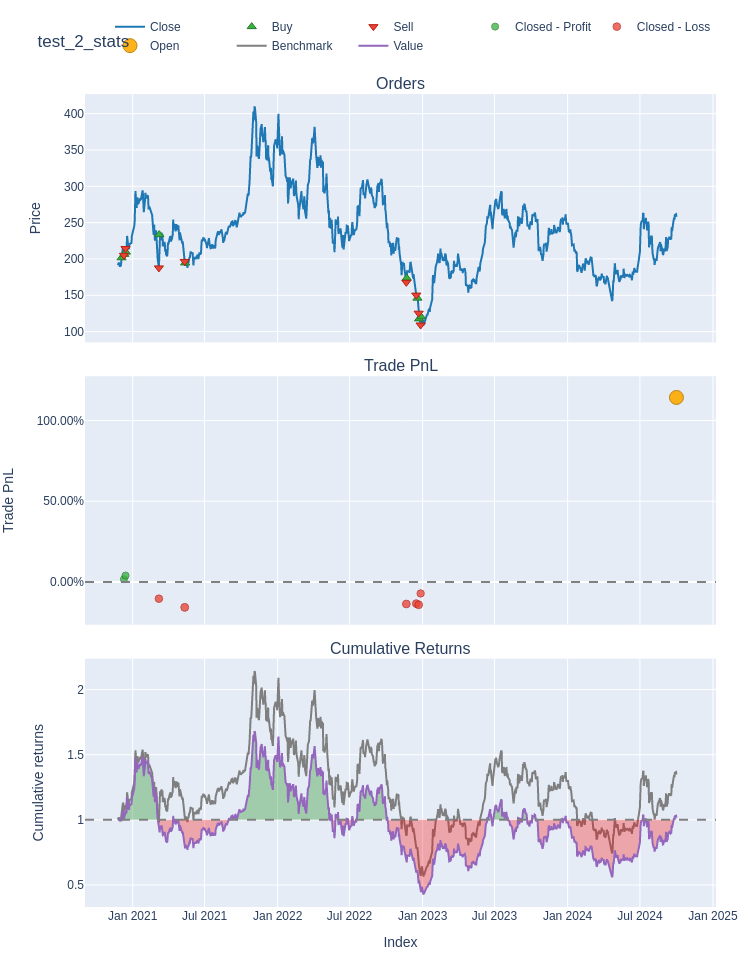 test_2_stats
Close Buy Sell Closed - Profit Closed - Loss
Open Benchmark Value
Orders
400
350
300
250
200
150
100
Price
Trade PnL
100.00%
50.00%
0.00%
Trade PnL
Cumulative Returns
2
1.5
1
0.5
Cumulative returns
Jan 2021 Jul 2021 Jan 2022 Jul 2022 Jan 2023 Jul 2023 Jan 2024 Jul 2024 Jan 2025
Index